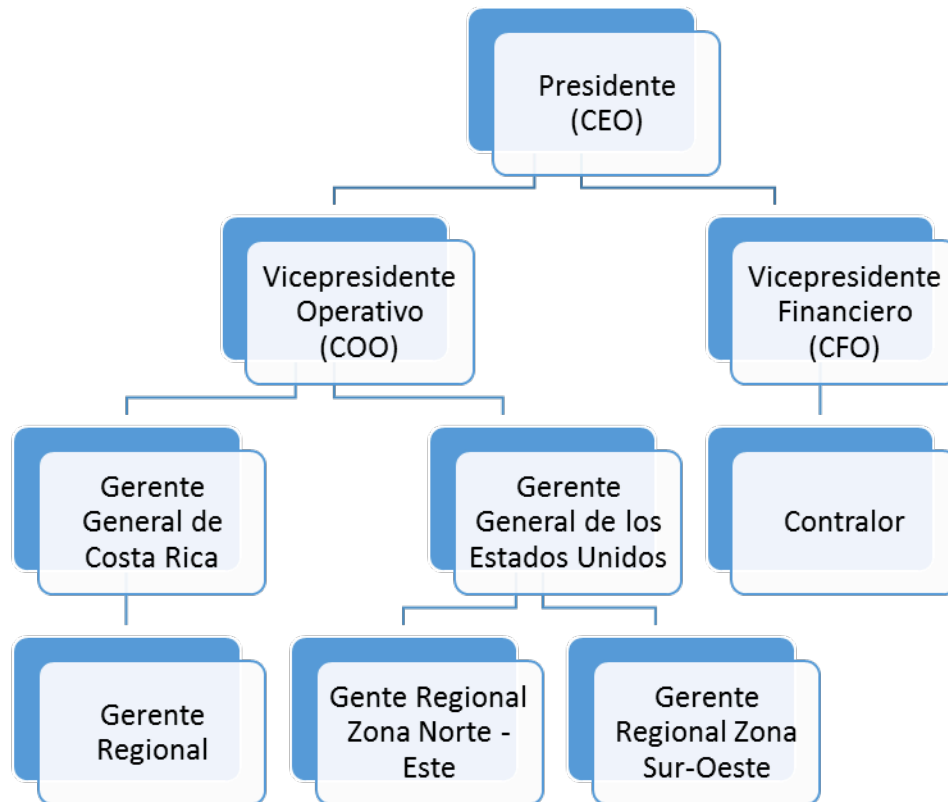 Presidente
(CEO)
Vicepresidente
Operativo
(COO)
Vicepresidente
Financiero
(CFO)
Gerente
General de
Costa Rica
Gerente
General de los
Estados Unidos
Contralor
Gerente
Regional
Gente Regional
Zona Norte -
Este
Gerente
Regional Zona
Sur-Oeste